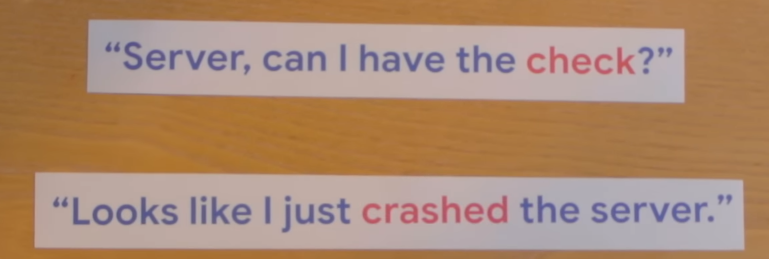 “Server, can I have the check?”
“Looks like I just crashed the server.”